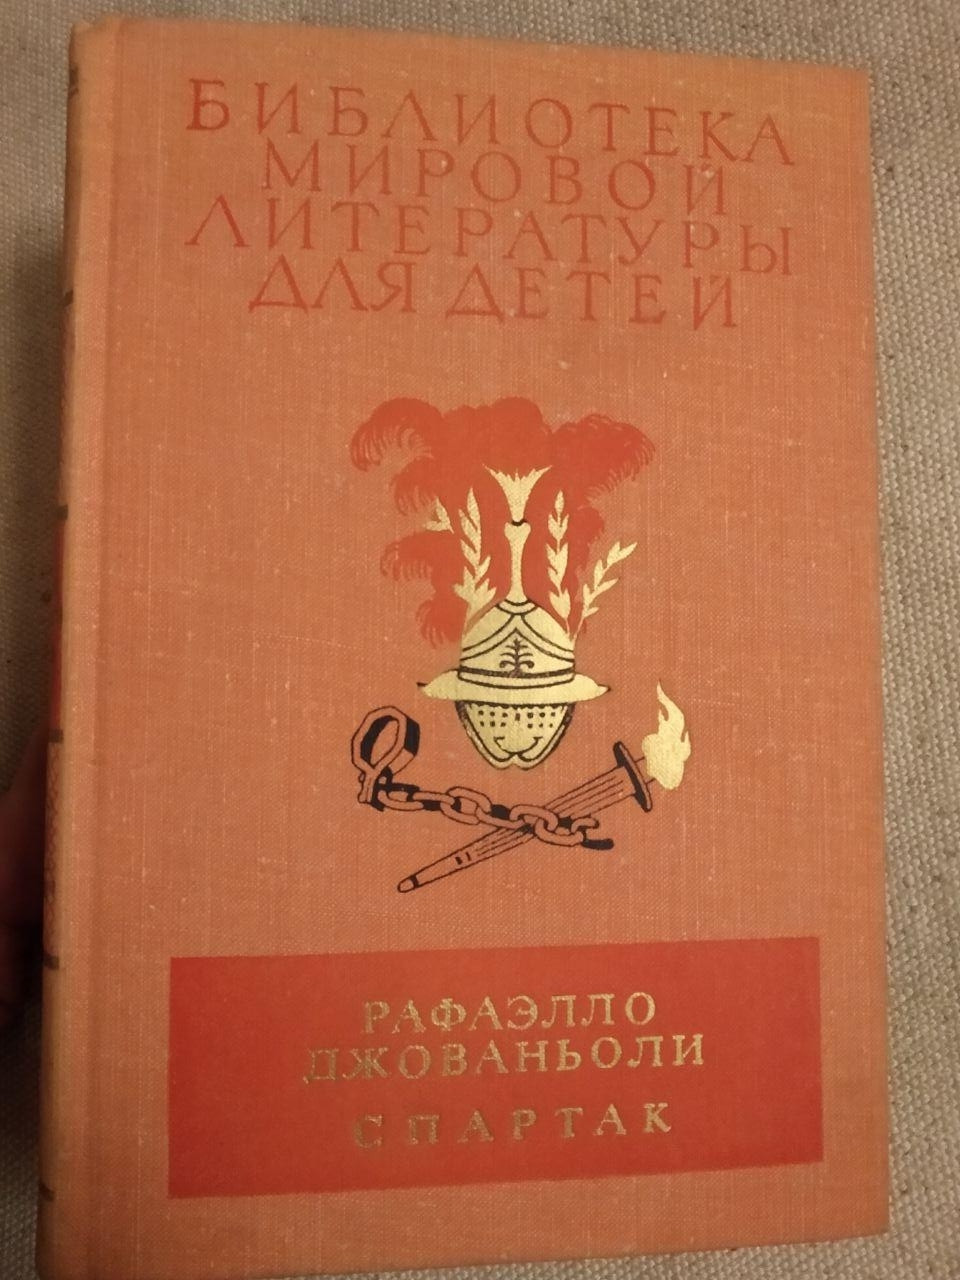 БИБЛИОТЕКА
МИРОВОЙ
ЛИТЕРАТУРЫ
ДЛЯ ДЕТЕЙ
РАФАЭЛЛО
ДЖОВАНЬОЛИ
СПАРТАК